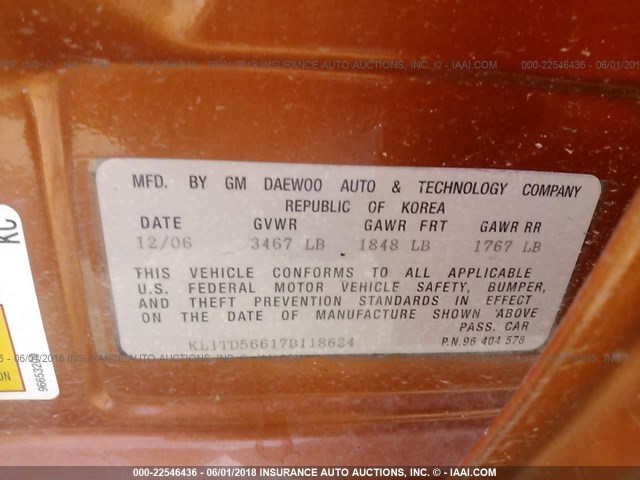 000-22546436 - 06/01/2018 INSURANCE AUTO AUCTIONS, INC. © - IAAI.COM
MFD. BY GM DAEWOO AUTO & TECHNOLOGY COMPANY
REPUBLIC OF KOREA
DATE GVWR GAWR FRT GAWR RR
12/06 3467 LB 1848 LB 1767 LB
THIS VEHICLE CONFORMS TO ALL APPLICABLE
U.S. FEDERAL MOTOR VEHICLE SAFETY, BUMPER,
AND THEFT PREVENTION STANDARDS IN EFFECT
ON THE DATE OF MANUFACTURE SHOWN ABOVE
PASS. CAR
KL1TD56617B118624 P.N.96 404 578
KC
ON
000-22546436 - 06/01/2018 INSURANCE AUTO AUCTIONS, INC. © - IAAI.COM